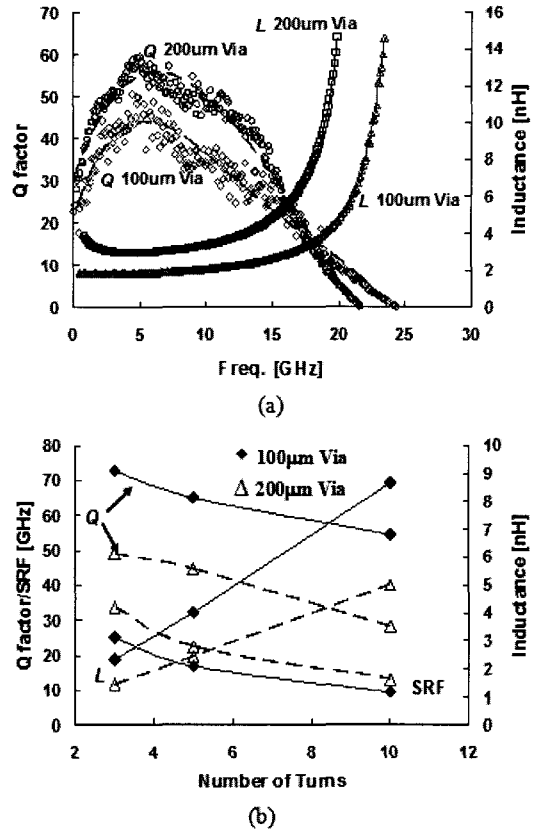 Q factor
60
50
40
30
20
10
0
Q 200um Via
L 200um Via
Q 100um Via
L 100um Via
16
14
12
10
8
6
4
2
0
Inductance [nH]
0 5 10 15 20 25 30
Freq. [GHz]
(a)
Q factor/SRF [GHz]
80
70
60
50
40
30
20
10
0
100µm Via
200µm Via
Q
L
SRF
10
9
8
7
6
5
4
3
2
1
0
Inductance [nH]
2 4 6 8 10 12
Number of Turns
(b)